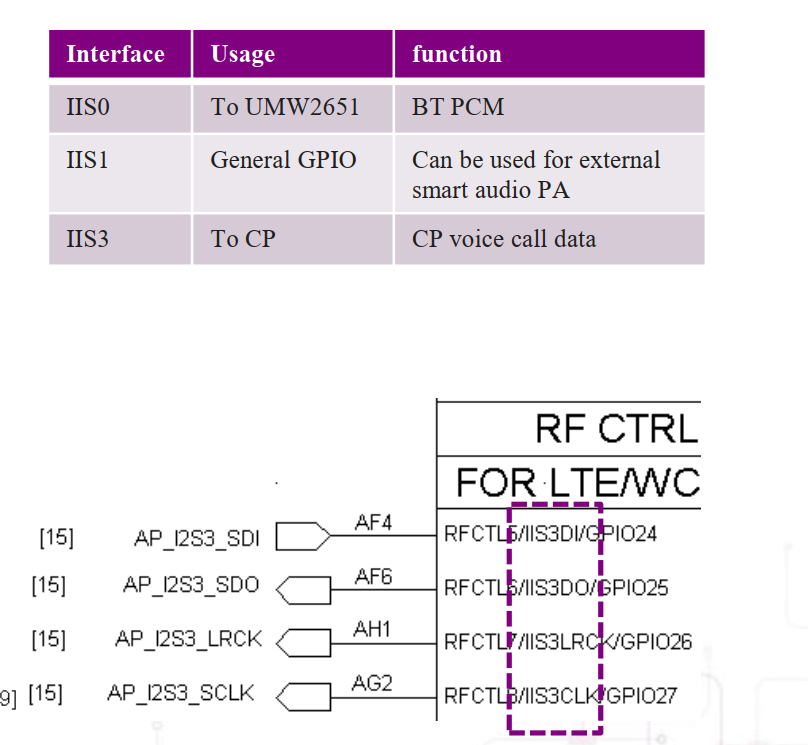 Interface Usage function
IIS0 To UMW2651 BT PCM
IIS1 General GPIO Can be used for external
smart audio PA
IIS3 To CP CP voice call data
RF CTRL
FOR LTE/WC
[15] AP_I2S3_SDI AF4 RFCTL5/IIS3DI/GPIO24
[15] AP_I2S3_SDO AF6 RFCTL6/IIS3DO/GPIO25
[15] AP_I2S3_LRCK AH1 RFCTL7/IIS3LRCK/GPIO26
9] [15] AP_I2S3_SCLK AG2 RFCTL8/IIS3CLK/GPIO27